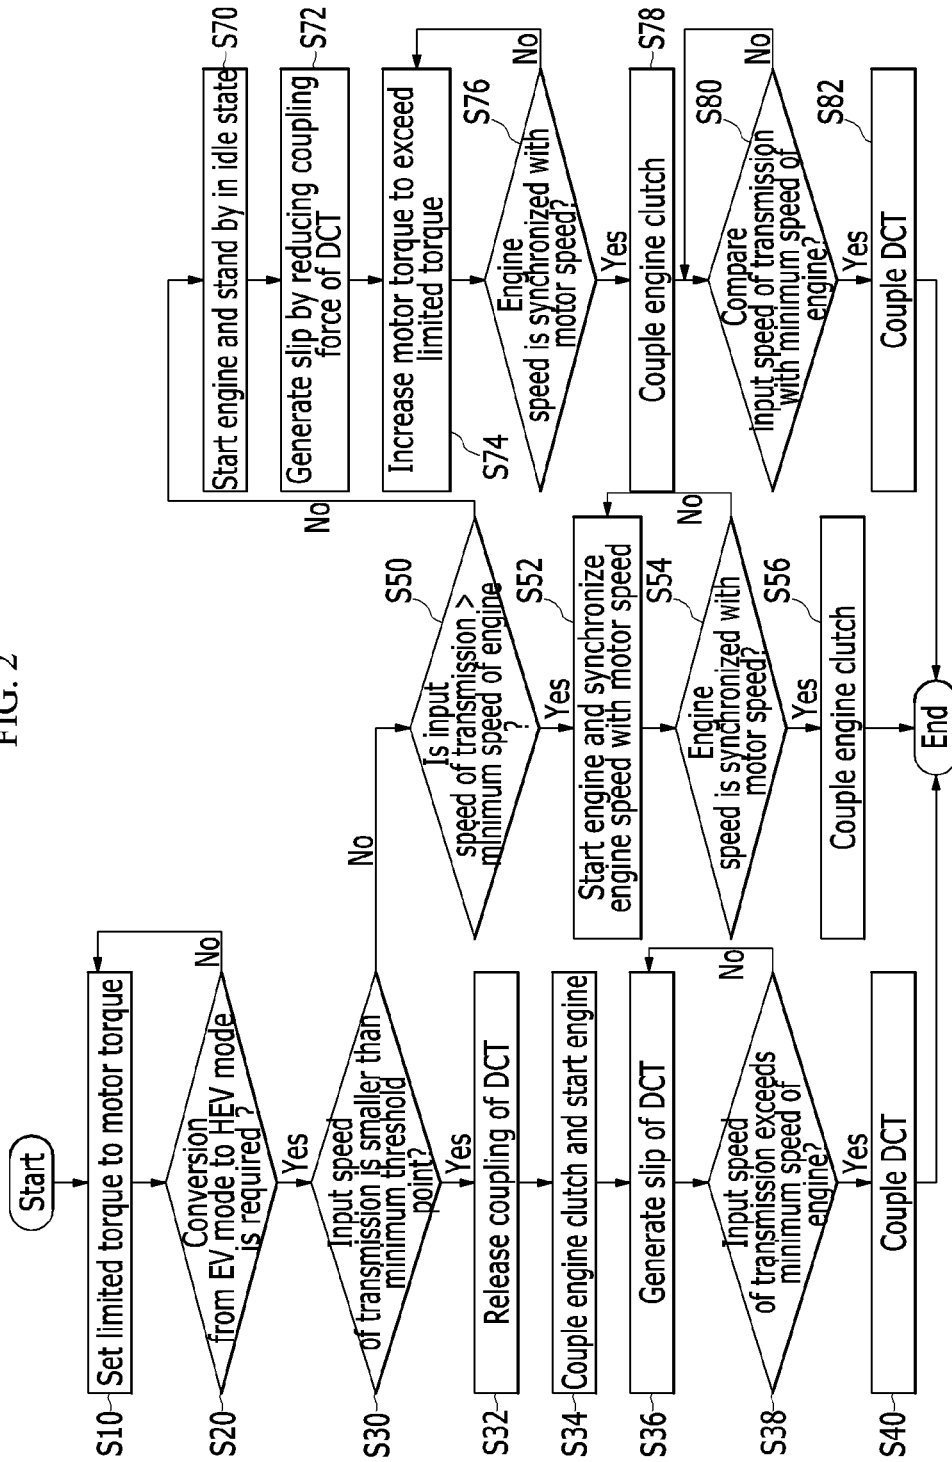 FIG. 2
Start
Set limited torque to motor torque
S10
Conversion
from EV mode to HEV mode
is required ?
S20
No
Yes
Input speed
of transmission is smaller than
minimum threshold
point?
S30
No
Yes
Release coupling of DCT
S32
Couple engine clutch and start engine
S34
Generate slip of DCT
S36
Input speed
of transmission exceeds
minimum speed of
engine?
S38
No
Yes
Couple DCT
S40
Is input
speed of transmission >
minimum speed of engine
?
S50
No
Yes
Start engine and synchronize
engine speed with motor speed
S52
Engine
speed is synchronized with
motor speed?
S54
No
Yes
Couple engine clutch
S56
Start engine and stand by in idle state
S70
Generate slip by reducing coupling
force of DCT
S72
Increase motor torque to exceed
limited torque
S74
Engine
speed is synchronized with
motor speed?
S76
No
Yes
Couple engine clutch
S78
Compare
input speed of transmission
with minimum speed of
engine?
S80
No
Yes
Couple DCT
S82
End